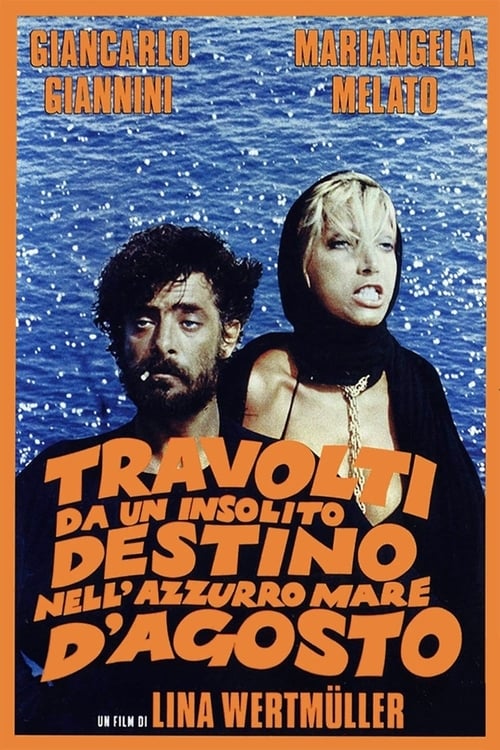 GIANCARLO MARIANGELA
GIANNINI MELATO
TRAVOLTI
DA UN INSOLITO
DESTINO
NELL'AZZURRO MARE
D'AGOSTO
UN FILM DI LINA WERTMÜLLER